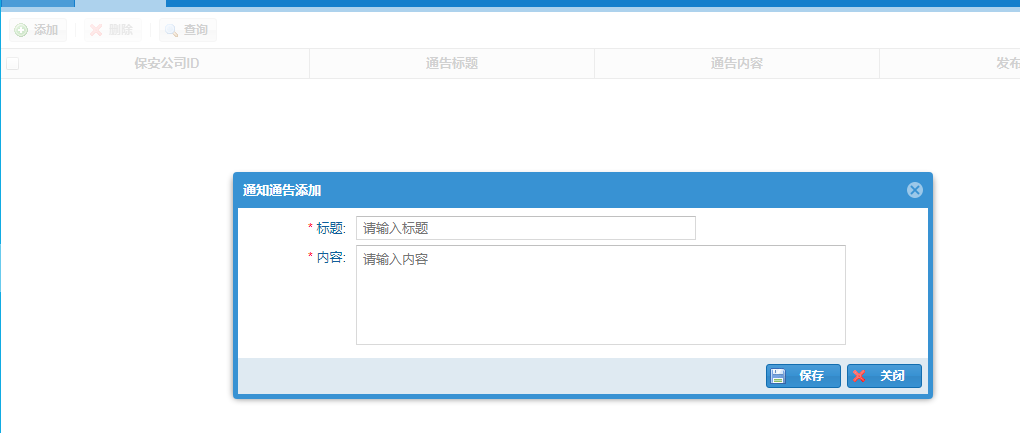 添加 删除 查询
保安公司ID 通告标题 通告内容 发布
通知通告添加
* 标题: 请输入标题
* 内容: 请输入内容
保存 关闭